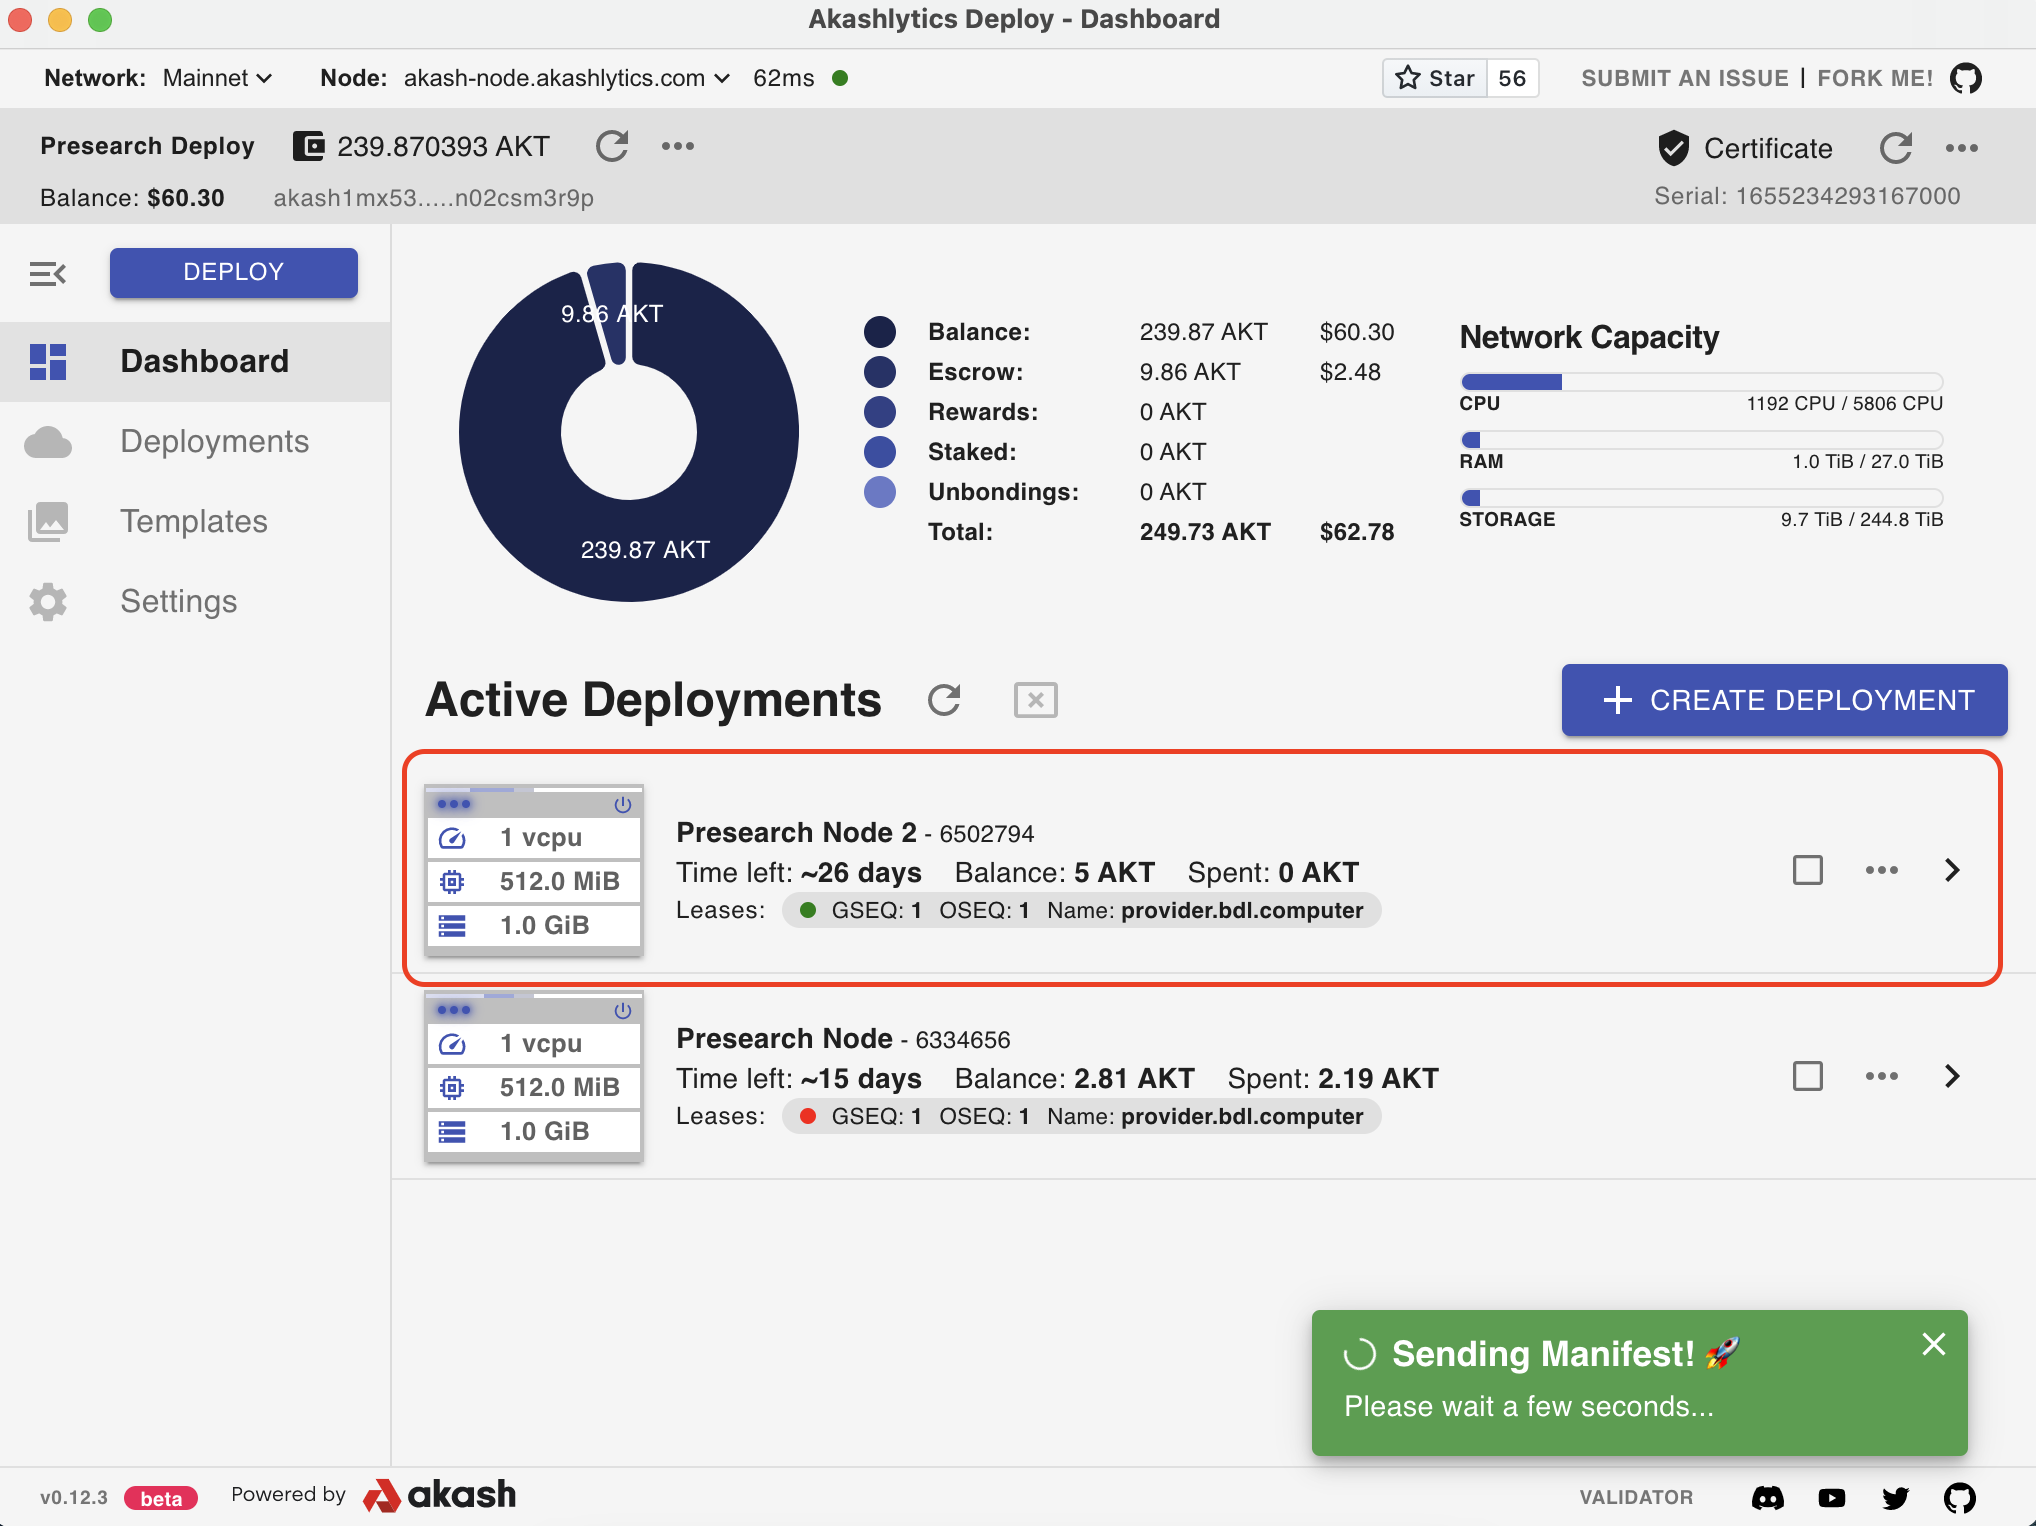 Akashlytics Deploy - Dashboard
Network: Mainnet Node: akash-node.akashlytics.com 62ms Star 56 SUBMIT AN ISSUE | FORK ME!
Presearch Deploy 239.870393 AKT Certificate
Balance: $60.30 akash1mx53.....n02csm3r9p Serial: 1655234293167000
DEPLOY
Dashboard
Deployments
Templates
Settings
9.86 AKT
239.87 AKT
Balance: 239.87 AKT $60.30
Escrow: 9.86 AKT $2.48
Rewards: 0 AKT
Staked: 0 AKT
Unbondings: 0 AKT
Total: 249.73 AKT $62.78
Network Capacity
CPU 1192 CPU / 5806 CPU
RAM 1.0 TiB / 27.0 TiB
STORAGE 9.7 TiB / 244.8 TiB
Active Deployments CREATE DEPLOYMENT
1 vcpu
512.0 MiB
1.0 GiB
Presearch Node 2 - 6502794
Time left: ~26 days Balance: 5 AKT Spent: 0 AKT
Leases: GSEQ: 1 OSEQ: 1 Name: provider.bdl.computer
1 vcpu
512.0 MiB
1.0 GiB
Presearch Node - 6334656
Time left: ~15 days Balance: 2.81 AKT Spent: 2.19 AKT
Leases: GSEQ: 1 OSEQ: 1 Name: provider.bdl.computer
Sending Manifest! 🚀
Please wait a few seconds...
v0.12.3 beta Powered by akash VALIDATOR